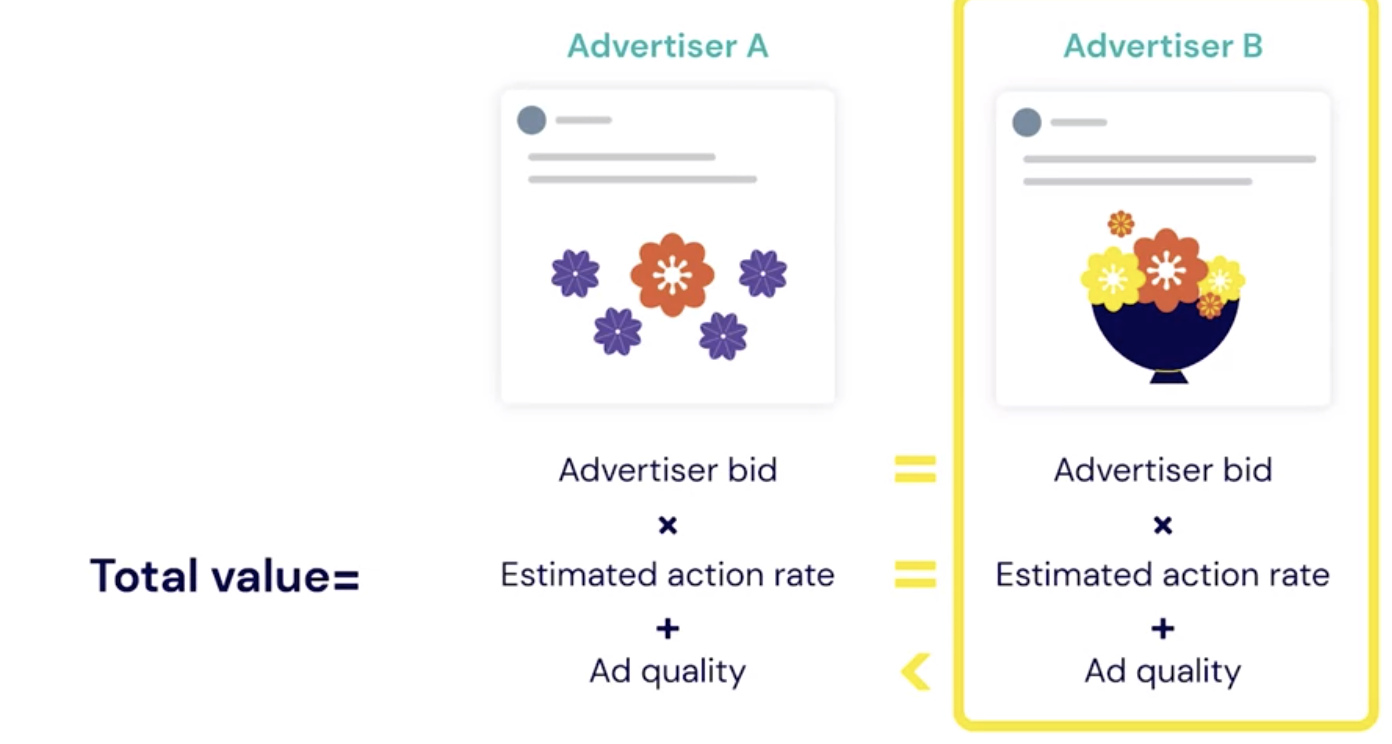 Advertiser A
Advertiser B
Advertiser bid = Advertiser bid
× ×
Total value= Estimated action rate = Estimated action rate
+ +
Ad quality < Ad quality